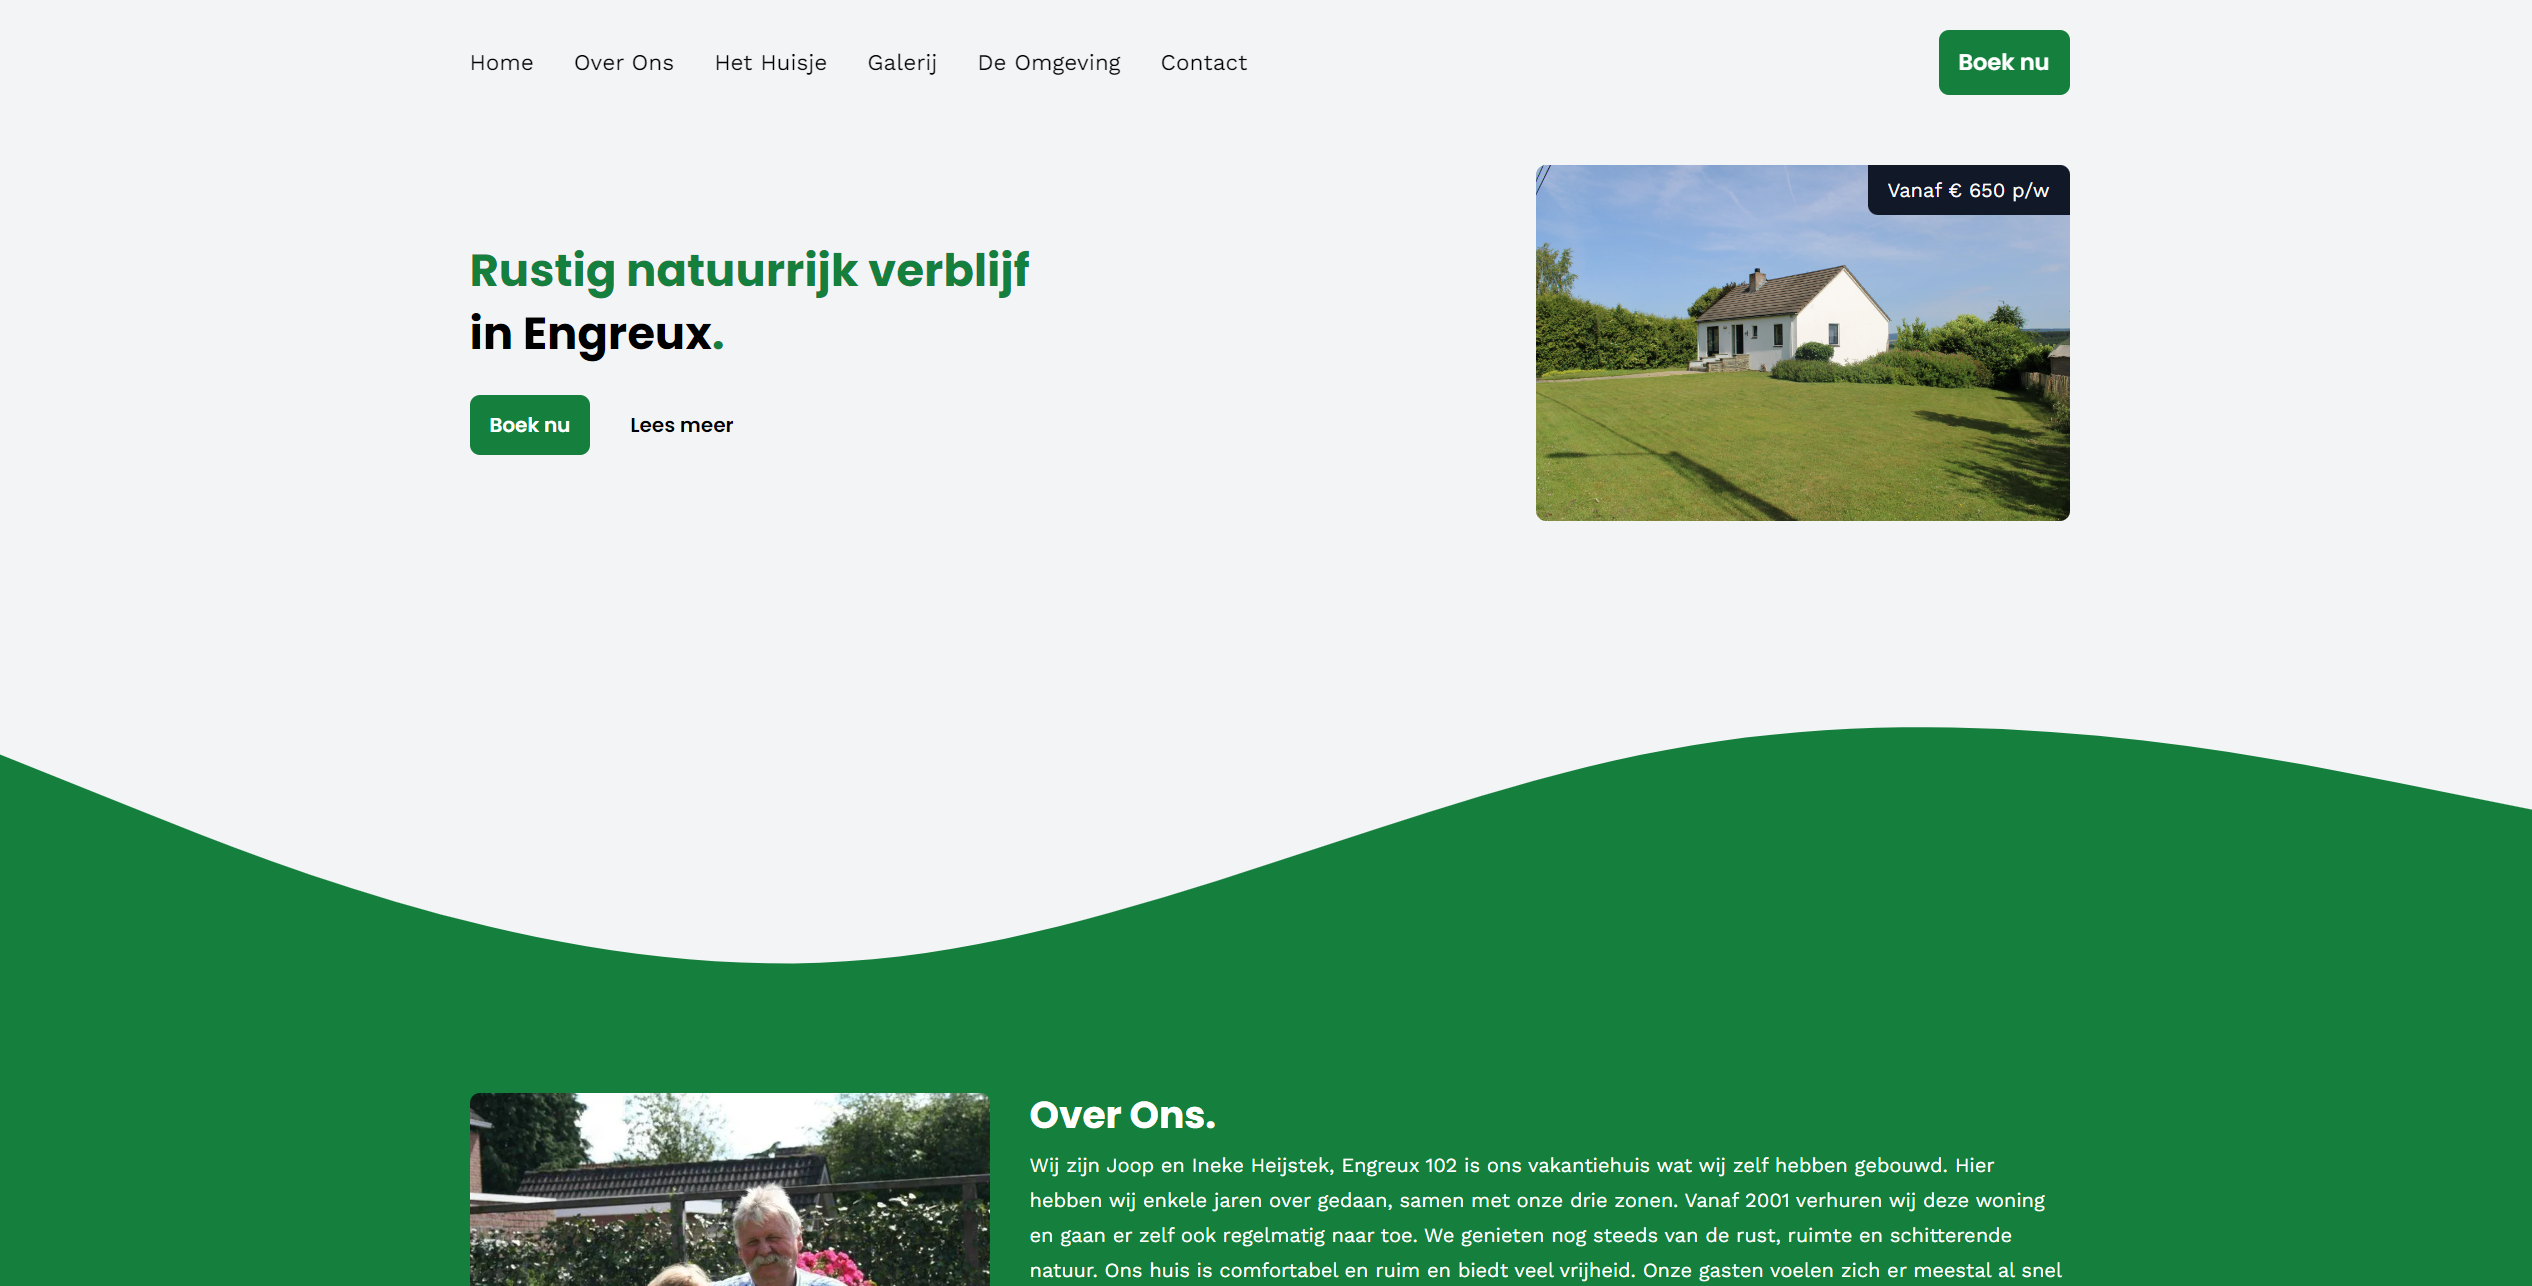 Home Over Ons Het Huisje Galerij De Omgeving Contact Boek nu
Vanaf € 650 p/w
Rustig natuurrijk verblijf
in Engreux.
Boek nu Lees meer
Over Ons.
Wij zijn Joop en Ineke Heijstek, Engreux 102 is ons vakantiehuis wat wij zelf hebben gebouwd. Hier
hebben wij enkele jaren over gedaan, samen met onze drie zonen. Vanaf 2001 verhuren wij deze woning
en gaan er zelf ook regelmatig naar toe. We genieten nog steeds van de rust, ruimte en schitterende
natuur. Ons huis is comfortabel en ruim en biedt veel vrijheid. Onze gasten voelen zich er meestal al snel